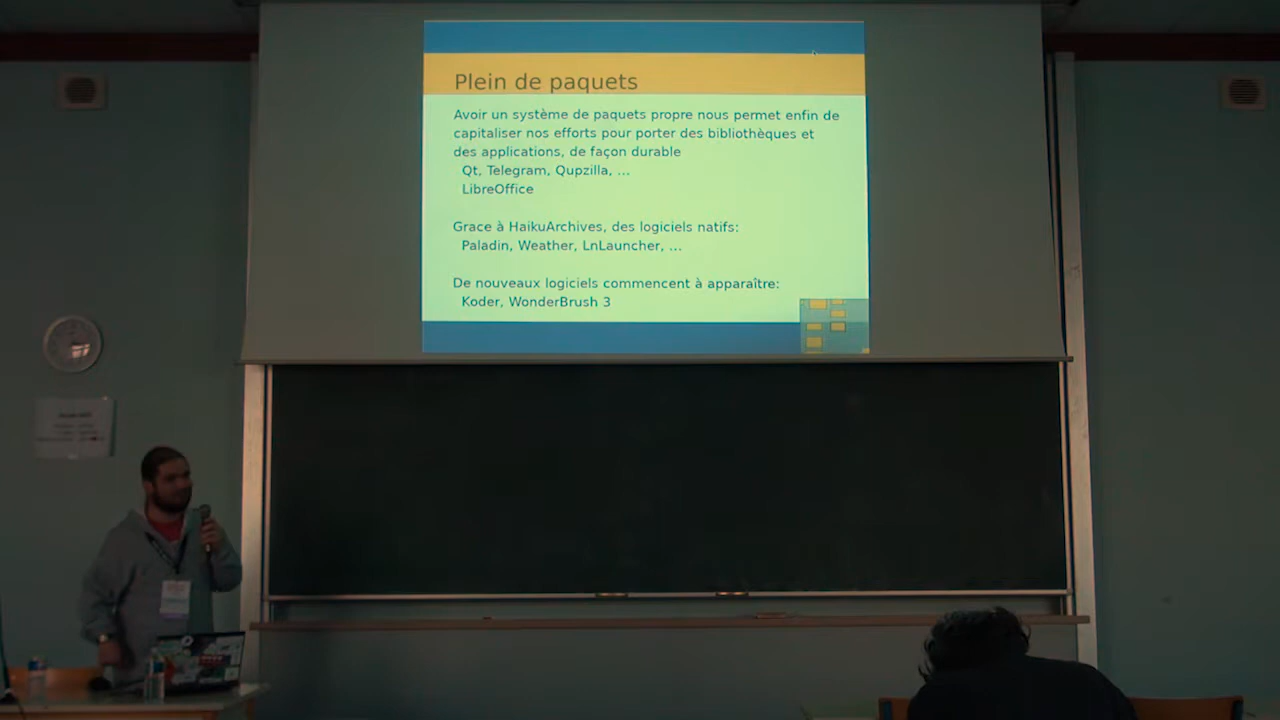 Plein de paquets
Avoir un système de paquets propre nous permet enfin de
capitaliser nos efforts pour porter des bibliothèques et
des applications, de façon durable
Qt, Telegram, Qupzilla, ...
LibreOffice
Grace à HaikuArchives, des logiciels natifs:
Paladin, Weather, LnLauncher, ...
De nouveaux logiciels commencent à apparaître:
Koder, WonderBrush 3